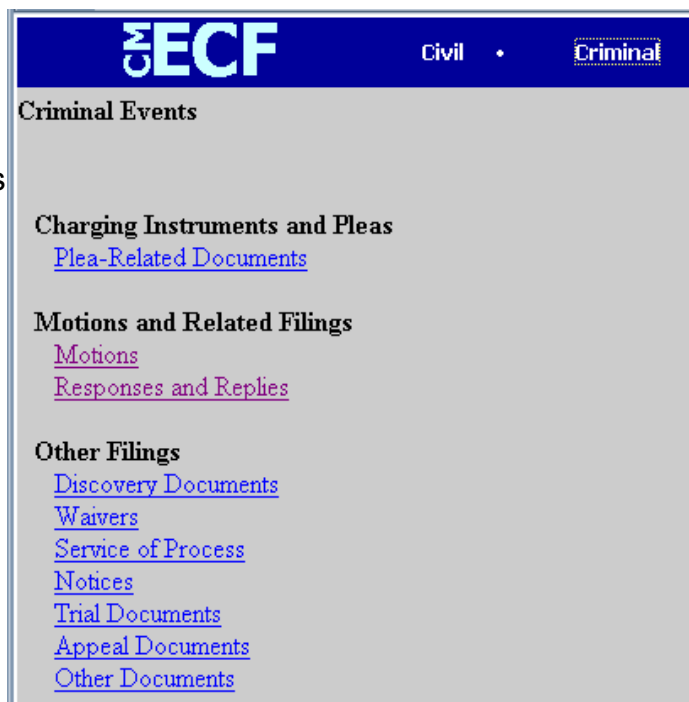 CM ECF Civil • Criminal
Criminal Events
s
Charging Instruments and Pleas
Plea-Related Documents
Motions and Related Filings
Motions
Responses and Replies
Other Filings
Discovery Documents
Waivers
Service of Process
Notices
Trial Documents
Appeal Documents
Other Documents